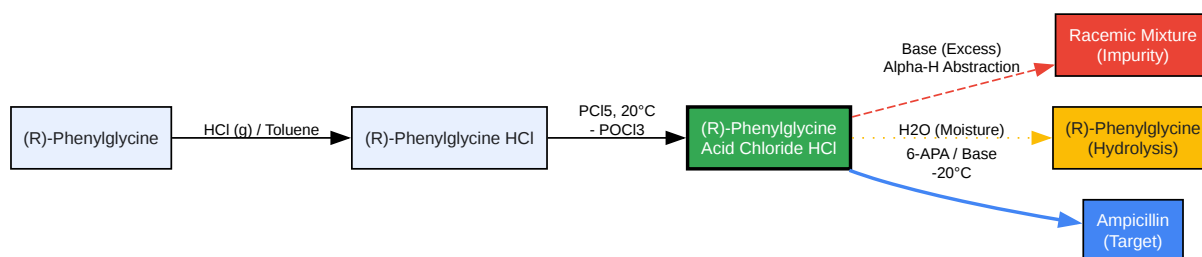 (R)-Phenylglycine
HCl (g) / Toluene
(R)-Phenylglycine HCl
PCl5, 20°C
- POCl3
(R)-Phenylglycine
Acid Chloride HCl
Base (Excess)
Alpha-H Abstraction
Racemic Mixture
(Impurity)
H2O (Moisture)
(R)-Phenylglycine
(Hydrolysis)
6-APA / Base
-20°C
Ampicillin
(Target)